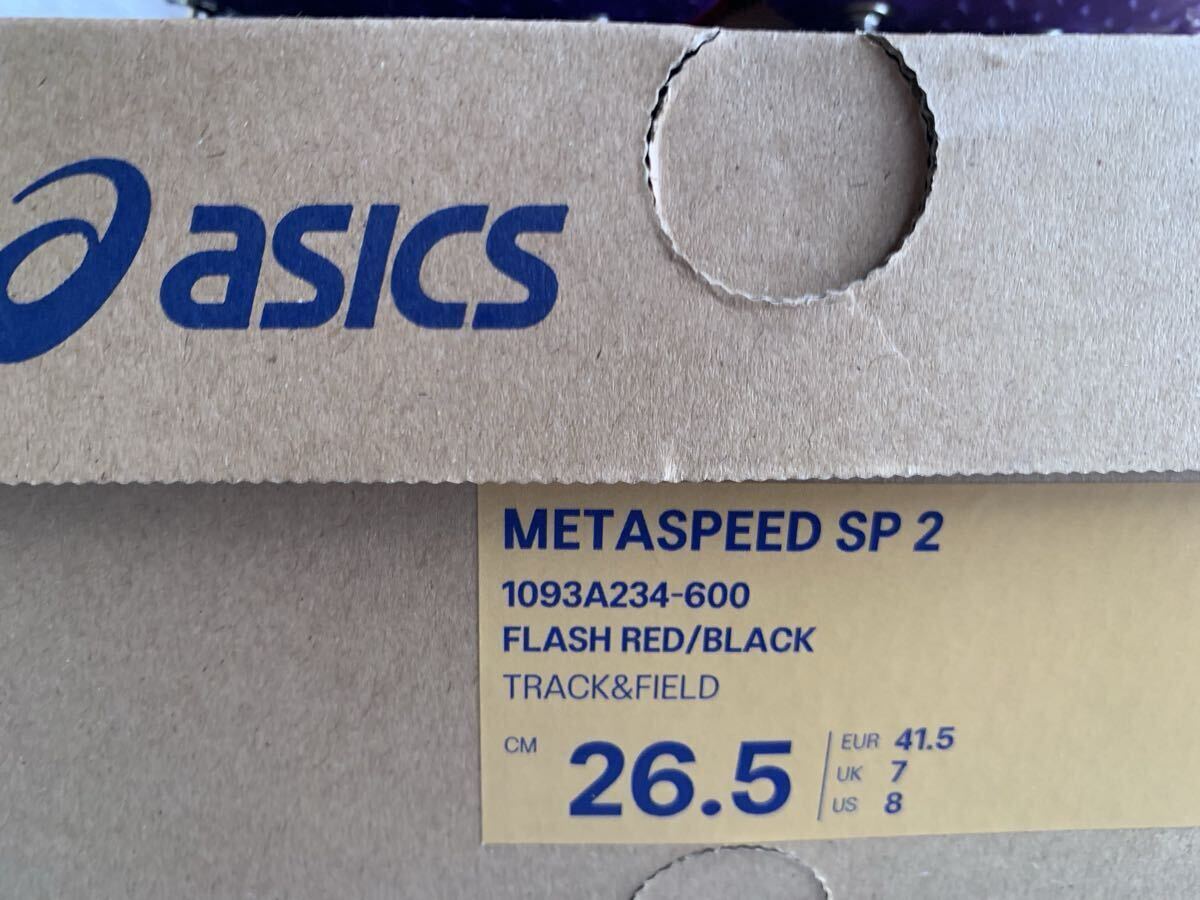 asics
METASPEED SP 2
1093A234-600
FLASH RED/BLACK
TRACK&FIELD
CM 26.5
EUR 41.5
UK 7
US 8